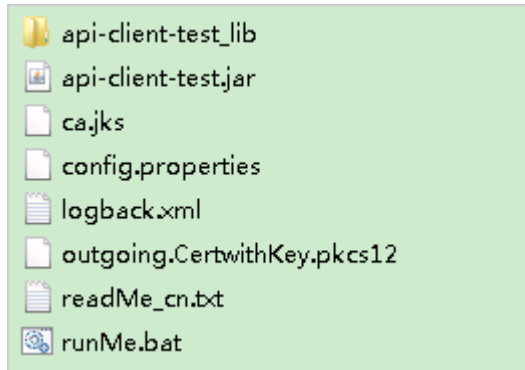 api-client-test_lib
api-client-test.jar
ca.jks
config.properties
logback.xml
outgoing.CertwithKey.pkcs12
readMe_cn.txt
runMe.bat